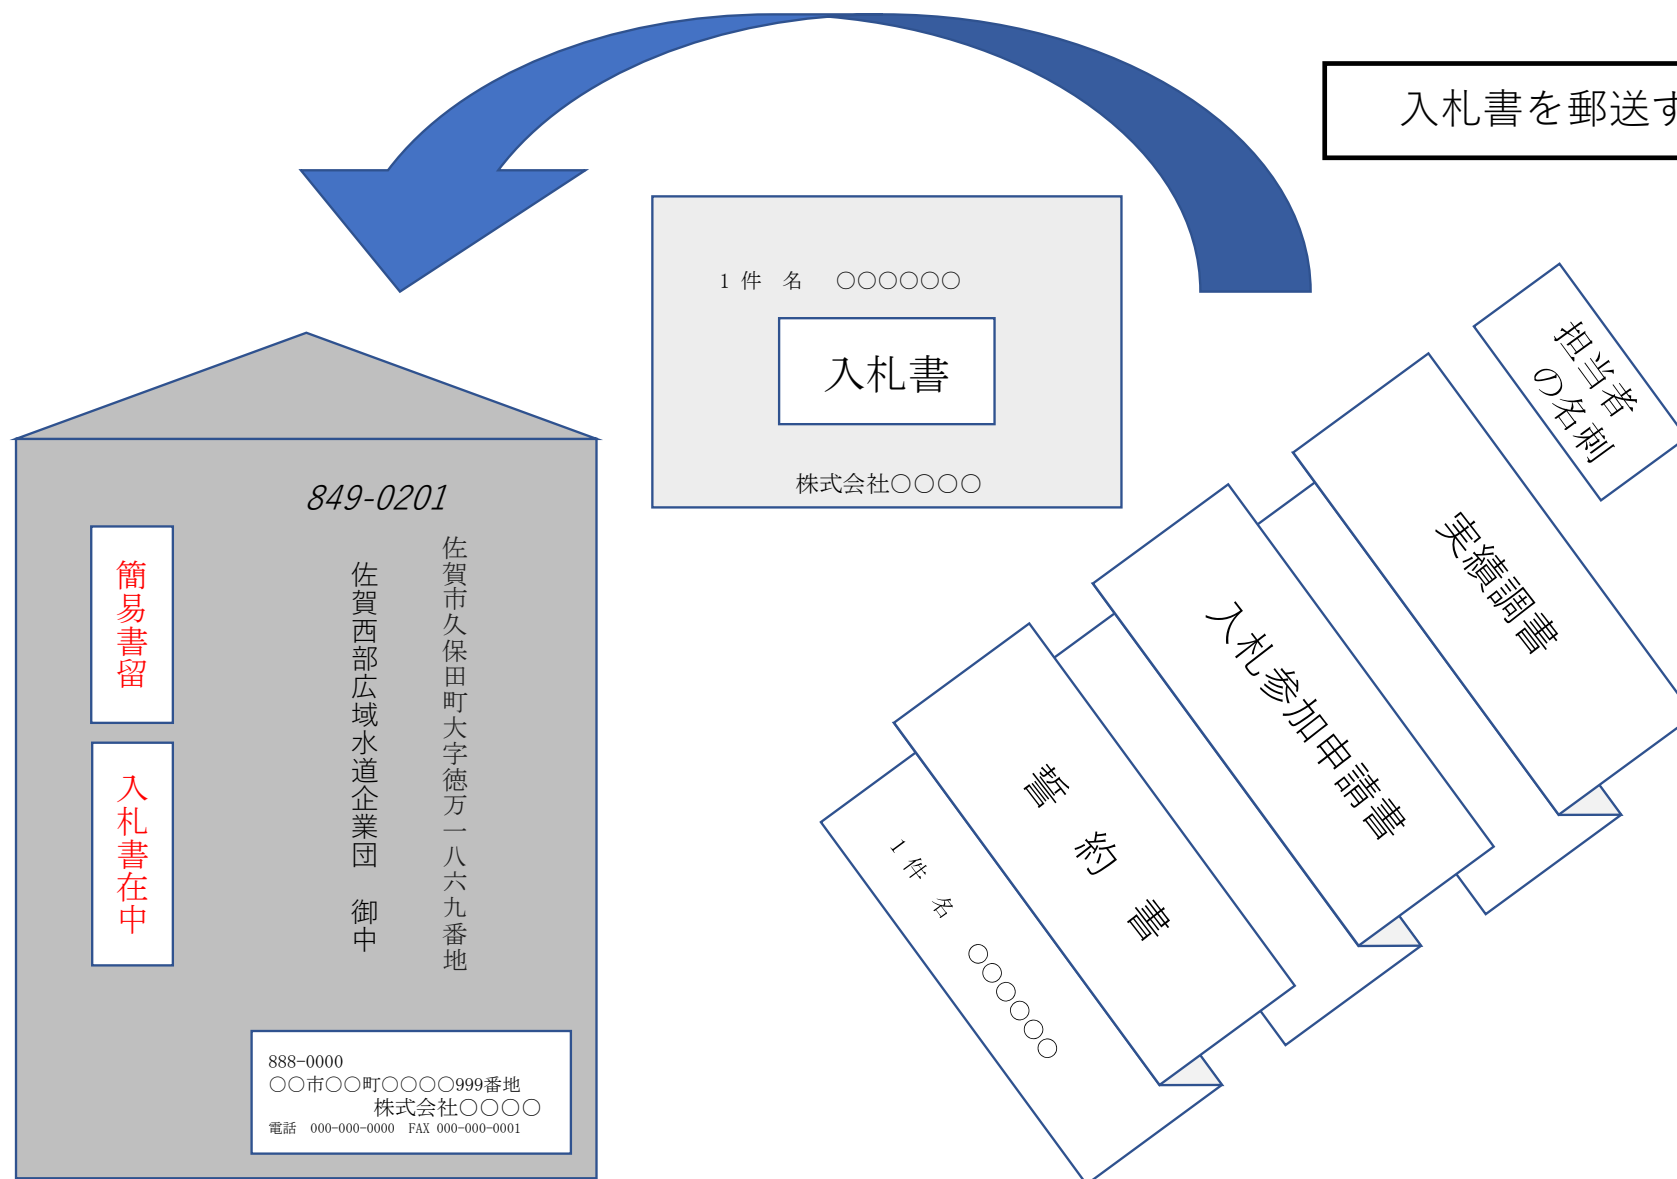 入札書を郵送す
1 件　名　○○○○○○
入札書
株式会社○○○○
849-0201
佐賀市久保田町大字徳万一八六九番地
佐賀西部広域水道企業団　御中
簡易書留
入札書在中
888-0000
○○市○○町○○○○999番地
株式会社○○○○
電話　000-000-0000　FAX 000-000-0001
担当者
の名刺
実績調書
入札参加申請書
誓　約　書
1 件　名　○○○○○○